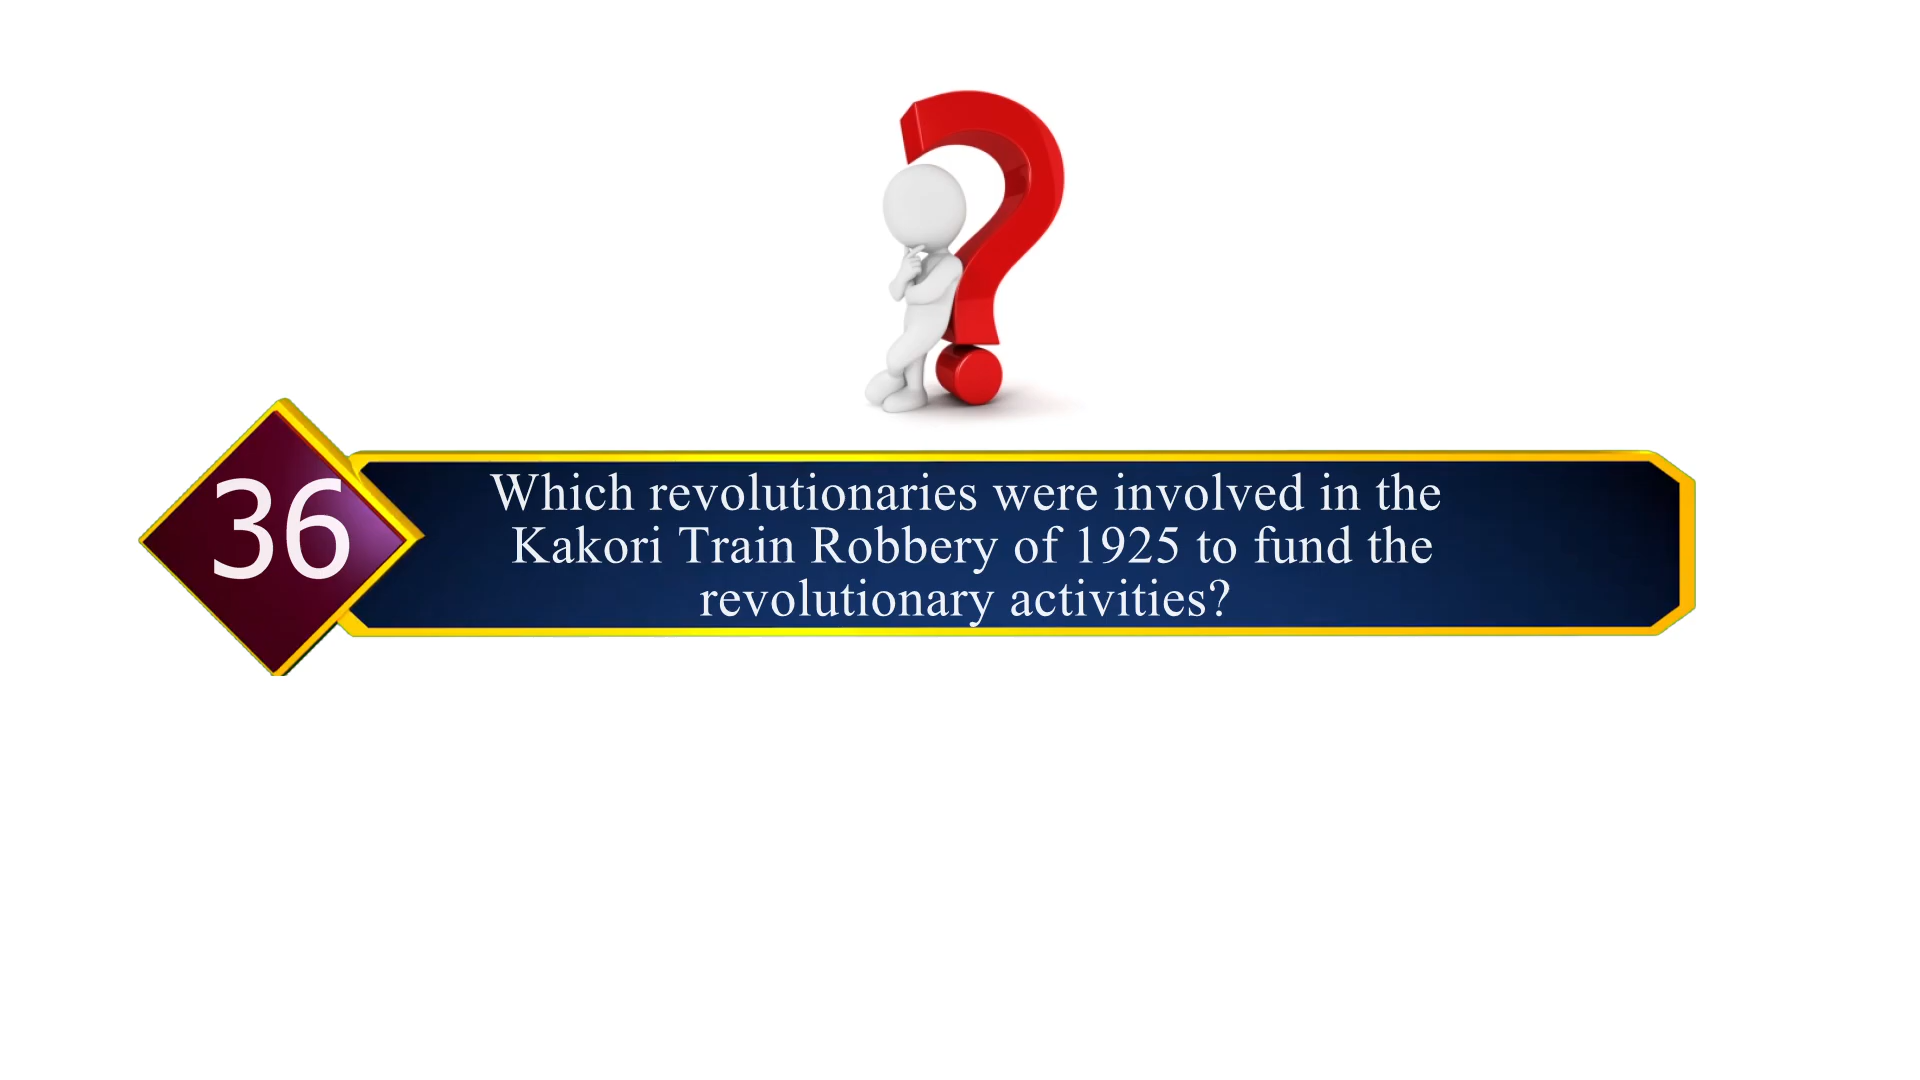 36
Which revolutionaries were involved in the
Kakori Train Robbery of 1925 to fund the
revolutionary activities?